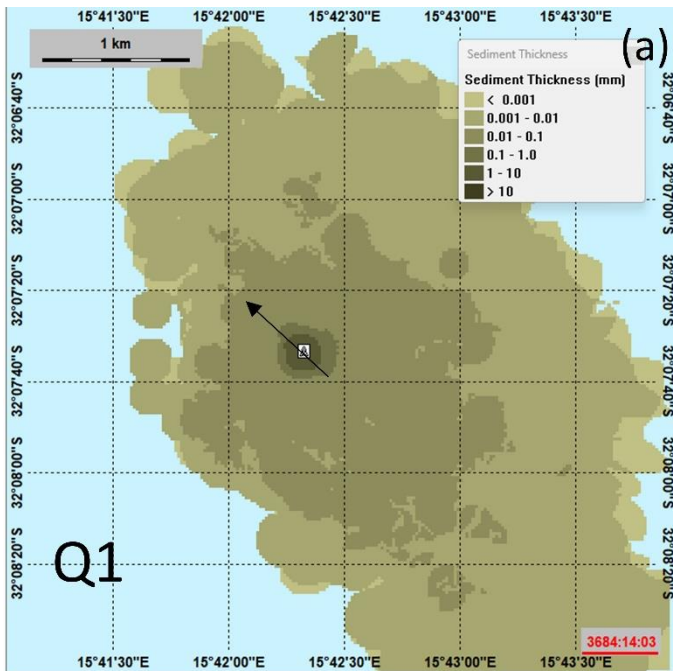 15°41'30"E 15°42'00"E 15°42'30"E 15°43'00"E 15°43'30"E
1 km
(a)
Sediment Thickness
Sediment Thickness (mm)
< 0.001
0.001 - 0.01
0.01 - 0.1
0.1 - 1.0
1 - 10
> 10
32°06'40"S 32°06'40"S
32°07'00"S 32°07'00"S
32°07'20"S 32°07'20"S
32°07'40"S 32°07'40"S
32°08'00"S 32°08'00"S
32°08'20"S 32°08'20"S
Q1
3684:14:03
15°41'30"E 15°42'00"E 15°42'30"E 15°43'00"E 15°43'30"E